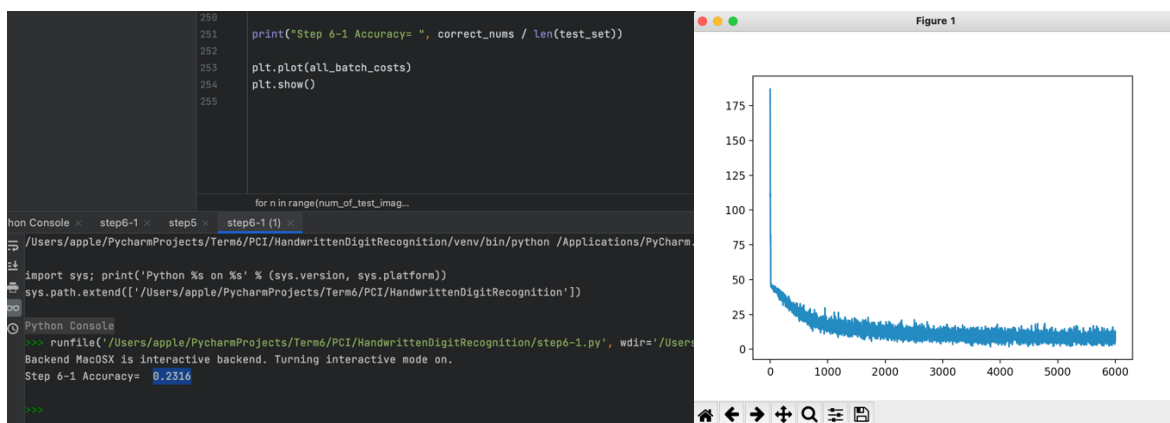 250
251 print("Step 6-1 Accuracy= ", correct_nums / len(test_set))
252
253 plt.plot(all_batch_costs)
254 plt.show()
255
for n in range(num_of_test_imag...
hon Console × step6-1 × step5 × step6-1 (1) ×
/Users/apple/PycharmProjects/Term6/PCI/HandwrittenDigitRecognition/venv/bin/python /Applications/PyCharm.
import sys; print('Python %s on %s' % (sys.version, sys.platform))
sys.path.extend(['/Users/apple/PycharmProjects/Term6/PCI/HandwrittenDigitRecognition'])
Python Console
>>> runfile('/Users/apple/PycharmProjects/Term6/PCI/HandwrittenDigitRecognition/step6-1.py', wdir='/Users
Backend MacOSX is interactive backend. Turning interactive mode on.
Step 6-1 Accuracy= 0.2316
>>>
Figure 1
175
150
125
100
75
50
25
0
0 1000 2000 3000 4000 5000 6000